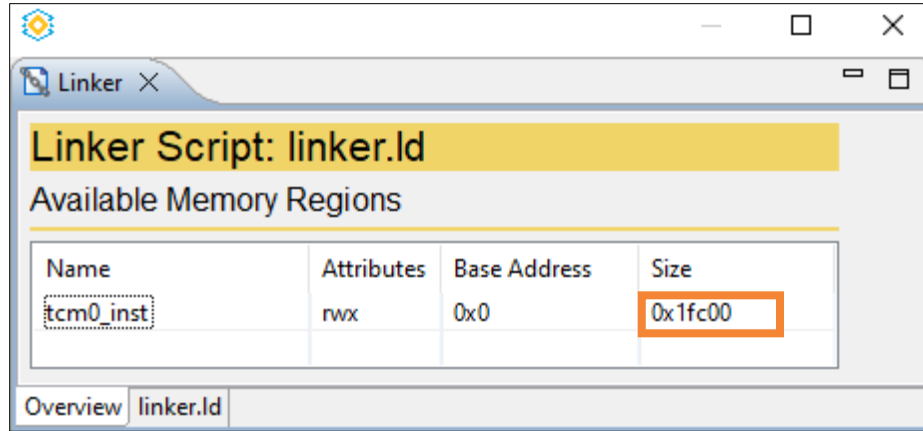 Linker
Linker Script: linker.ld
Available Memory Regions
Name Attributes Base Address Size
tcm0_inst rwx 0x0 0x1fc00
Overview linker.ld